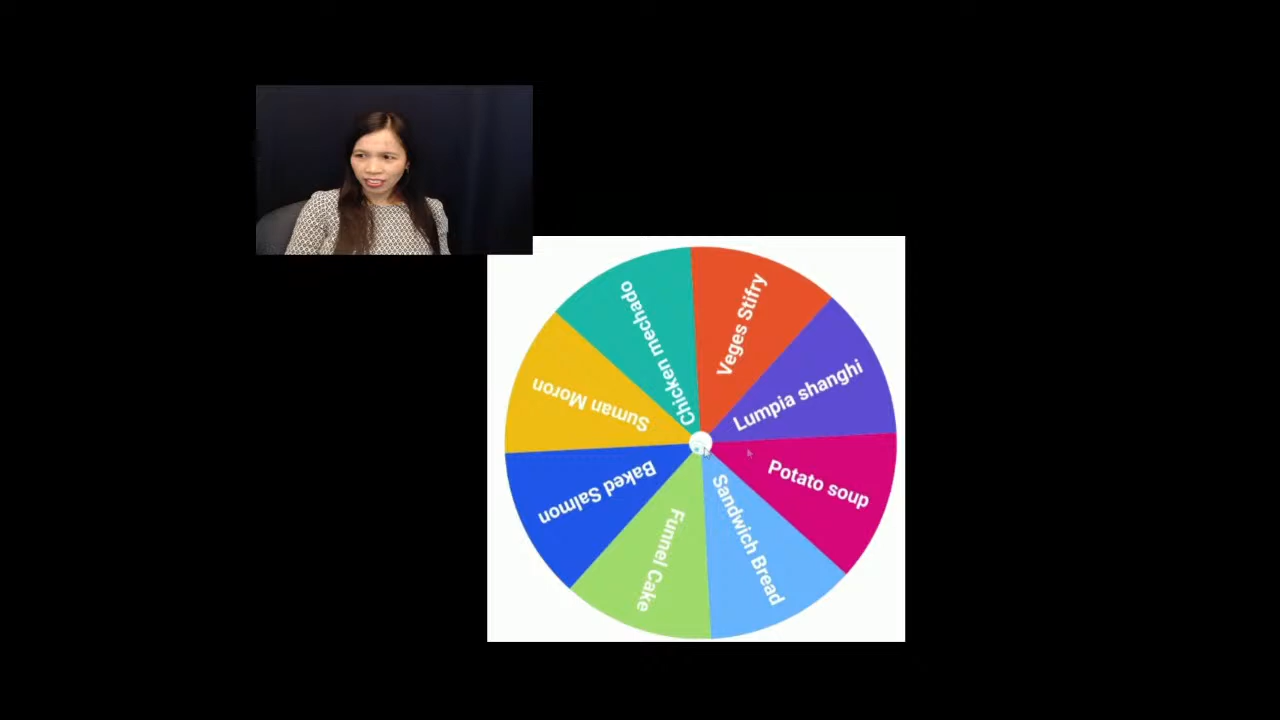 Veges Stifry
Lumpia shanghi
Potato soup
Sandwich Bread
Funnel Cake
Baked Salmon
Suman Moron
Chicken mechado